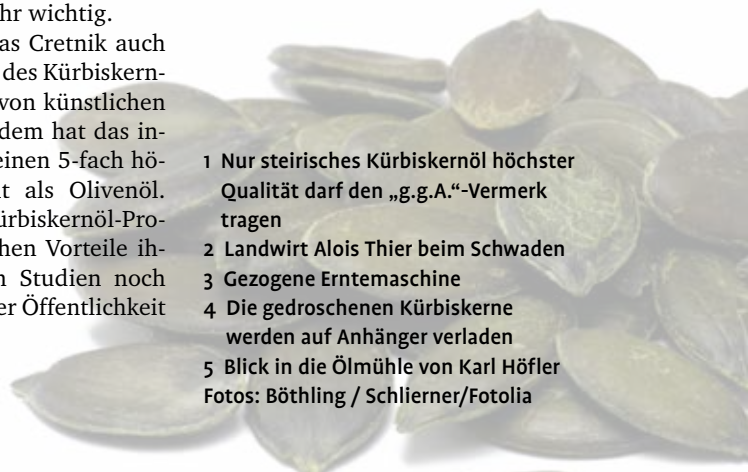 hr wichtig.
as Cretnik auch
des Kürbiskern-
von künstlichen
dem hat das in-
einen 5-fach hö-
t als Olivenöl.
ürbiskernöl-Pro-
chen Vorteile ih-
n Studien noch
er Öffentlichkeit
1 Nur steirisches Kürbiskernöl höchster
Qualität darf den „g.g.A.“-Vermerk
tragen
2 Landwirt Alois Thier beim Schwaden
3 Gezogene Erntemaschine
4 Die gedroschenen Kürbiskerne
werden auf Anhänger verladen
5 Blick in die Ölmühle von Karl Höfler
Fotos: Böthling / Schlierner/Fotolia